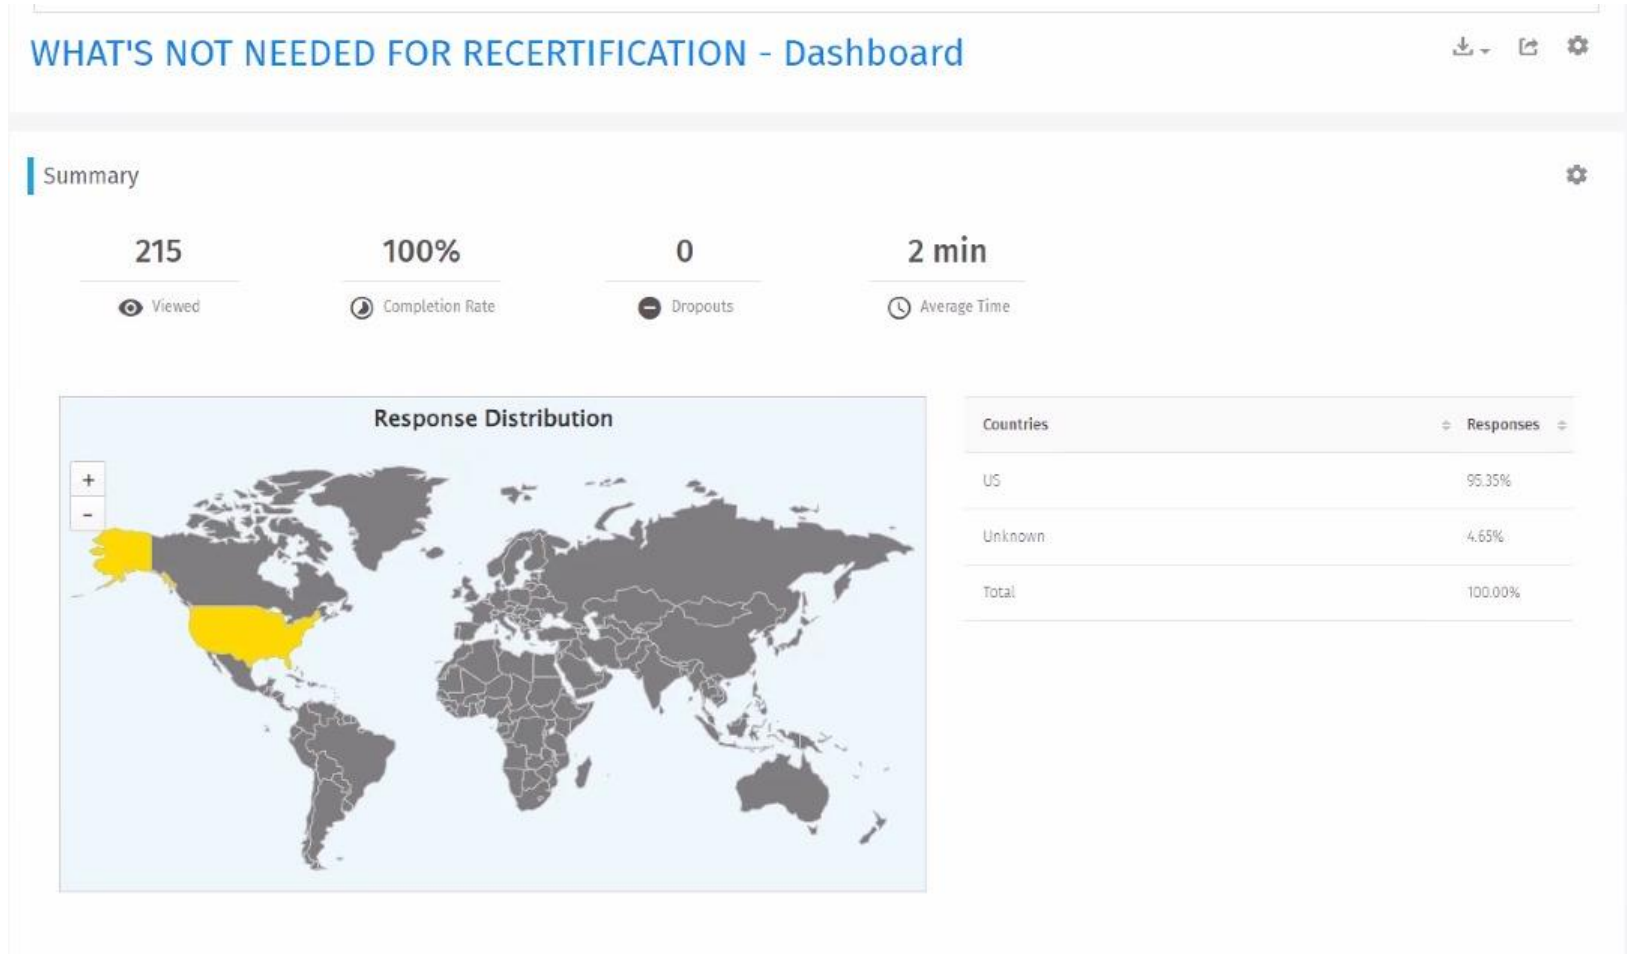 WHAT'S NOT NEEDED FOR RECERTIFICATION - Dashboard
Summary
215
100%
0
2 min
Viewed
Completion Rate
Dropouts
Average Time
Response Distribution
+
-
Countries
Responses
US
95.35%
Unknown
4.65%
Total
100.00%